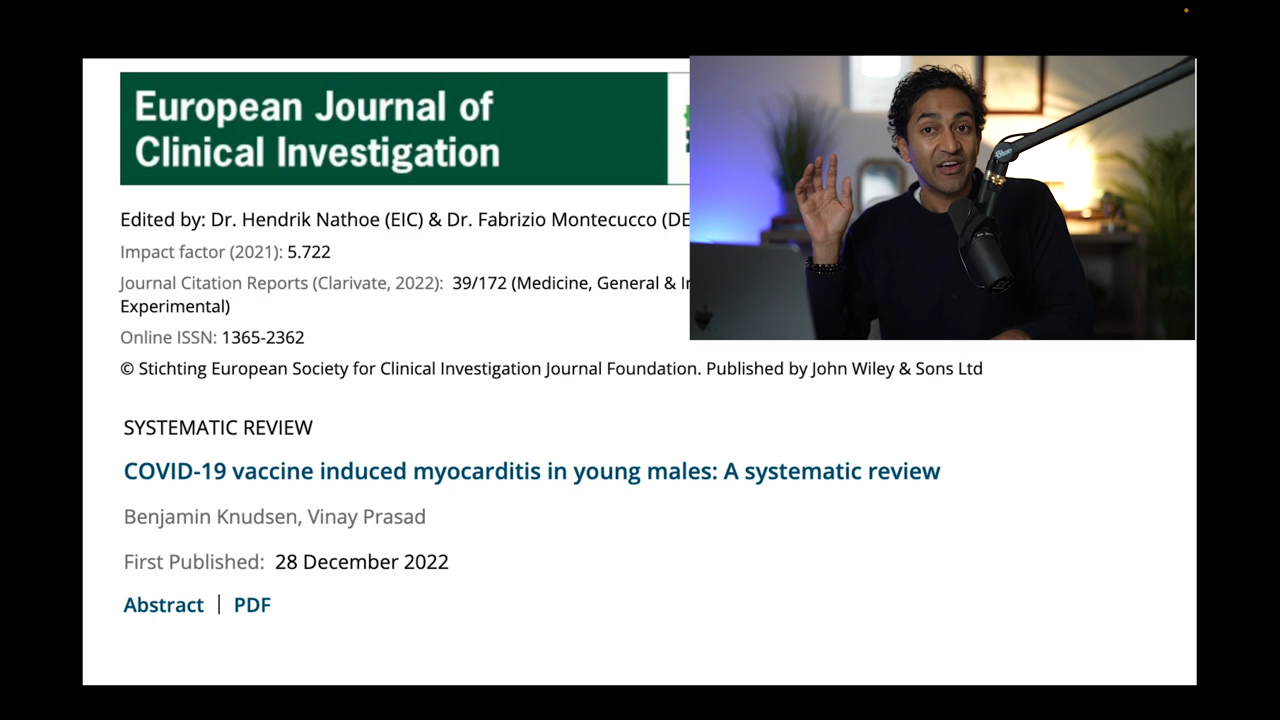 European Journal of
Clinical Investigation
Edited by: Dr. Hendrik Nathoe (EIC) & Dr. Fabrizio Montecucco (DE
Impact factor (2021): 5.722
Journal Citation Reports (Clarivate, 2022): 39/172 (Medicine, General &
Experimental)
Online ISSN: 1365-2362
© Stichting European Society for Clinical Investigation Journal Foundation. Published by John Wiley & Sons Ltd
SYSTEMATIC REVIEW
COVID-19 vaccine induced myocarditis in young males: A systematic review
Benjamin Knudsen, Vinay Prasad
First Published: 28 December 2022
Abstract | PDF